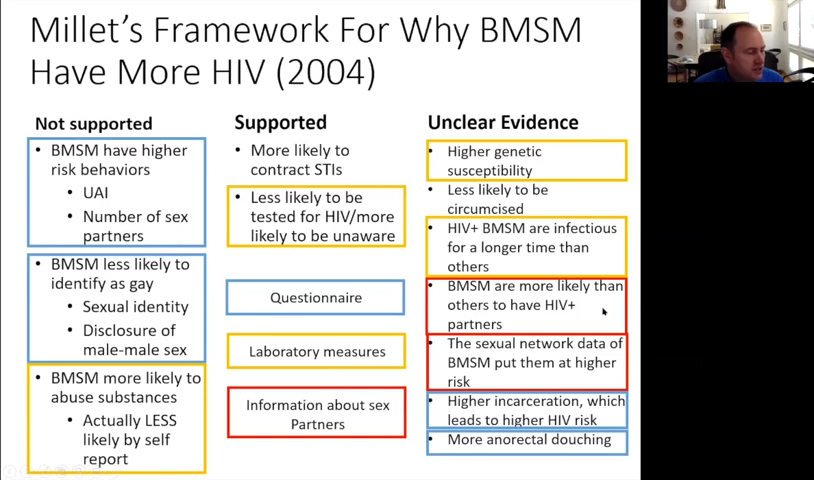 Millet's Framework For Why BMSM
Have More HIV (2004)
Not supported
• BMSM have higher
risk behaviors
• UAI
• Number of sex
partners
• BMSM less likely to
identify as gay
• Sexual identity
• Disclosure of
male-male sex
• BMSM more likely to
abuse substances
• Actually LESS
likely by self
report
Supported
• More likely to
contract STIs
• Less likely to be
tested for HIV/more
likely to be unaware
Questionnaire
Laboratory measures
Information about sex
Partners
Unclear Evidence
• Higher genetic
susceptibility
• Less likely to be
circumcised
• HIV+ BMSM are infectious
for a longer time than
others
• BMSM are more likely than
others to have HIV+
partners
• The sexual network data of
BMSM put them at higher
risk
• Higher incarceration, which
leads to higher HIV risk
• More anorectal douching